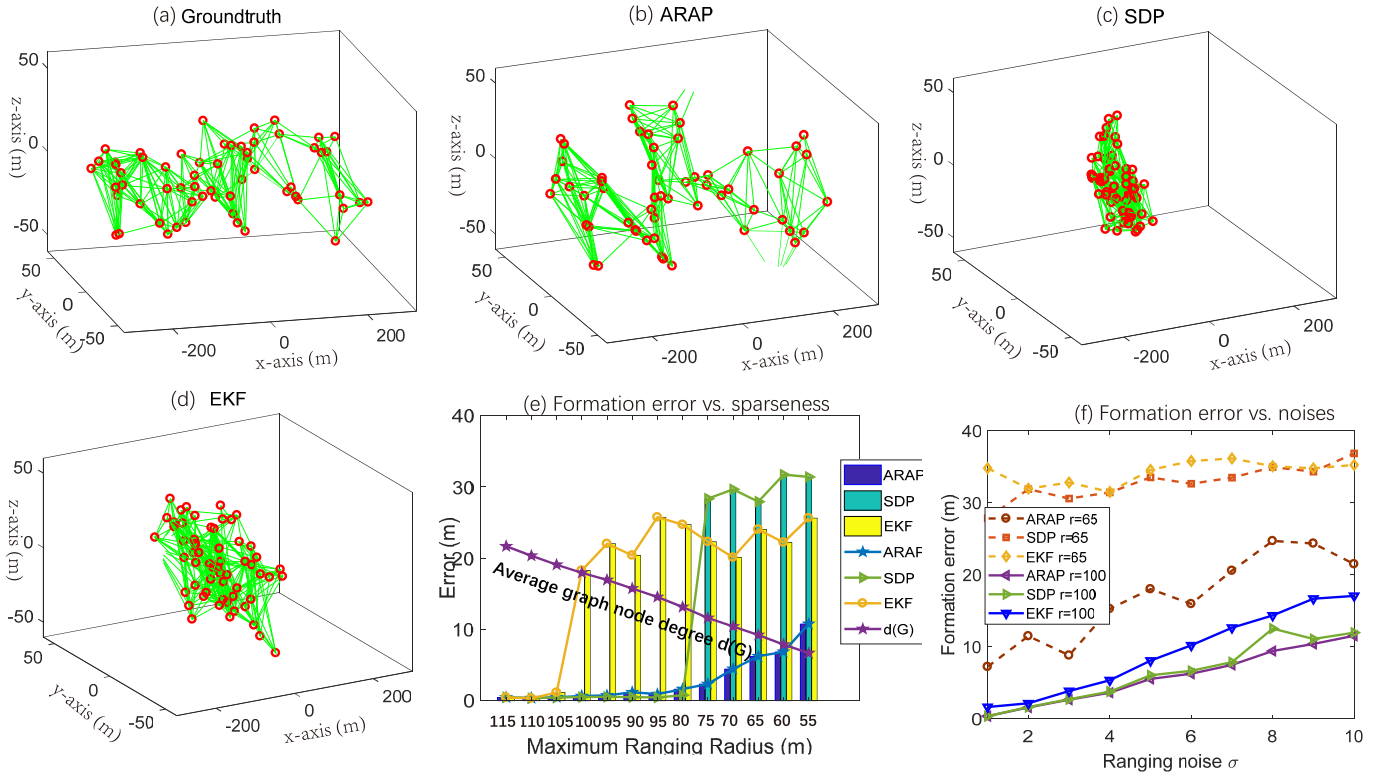 (a) Groundtruth
50
0
-50
z-axis (m)
50
0
-50
y-axis (m)
-200
0
200
x-axis (m)
(b) ARAP
50
0
-50
z-axis (m)
50
0
-50
y-axis (m)
-200
0
200
x-axis (m)
(c) SDP
50
0
-50
z-axis (m)
50
0
-50
y-axis (m)
-200
0
200
x-axis (m)
(d) EKF
50
0
-50
z-axis (m)
50
0
-50
y-axis (m)
-200
0
200
x-axis (m)
(e) Formation error vs. sparseness
40
30
20
10
0
Error (m)
Average graph node degree d(G)
ARAP
SDP
EKF
ARAP
SDP
EKF
d(G)
115 110 105 100 95 90 95 80 75 70 65 60 55
Maximum Ranging Radius (m)
(f) Formation error vs. noises
40
30
20
10
0
Formation error (m)
ARAP r=65
SDP r=65
EKF r=65
ARAP r=100
SDP r=100
EKF r=100
2 4 6 8 10
Ranging noise σ